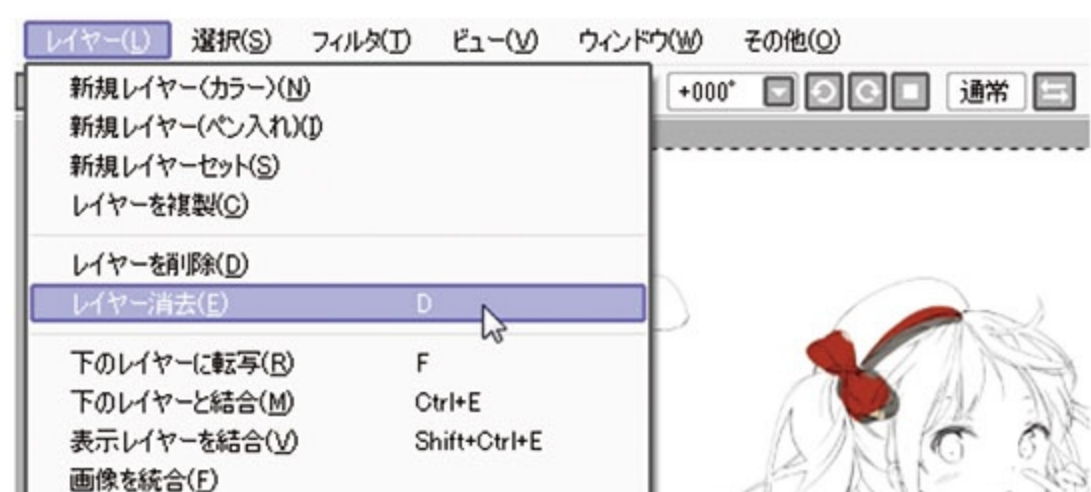 レイヤー(L) 選択(S) フィルタ(T) ビュー(V) ウィンドウ(W) その他(O)
+000° 通常
新規レイヤー(カラー)(N)
新規レイヤー(ペン入れ)(I)
新規レイヤーセット(S)
レイヤーを複製(C)
レイヤーを削除(D)
レイヤー消去(E) D
下のレイヤーに転写(R) F
下のレイヤーと結合(M) Ctrl+E
表示レイヤーを結合(V) Shift+Ctrl+E
画像を統合(F)